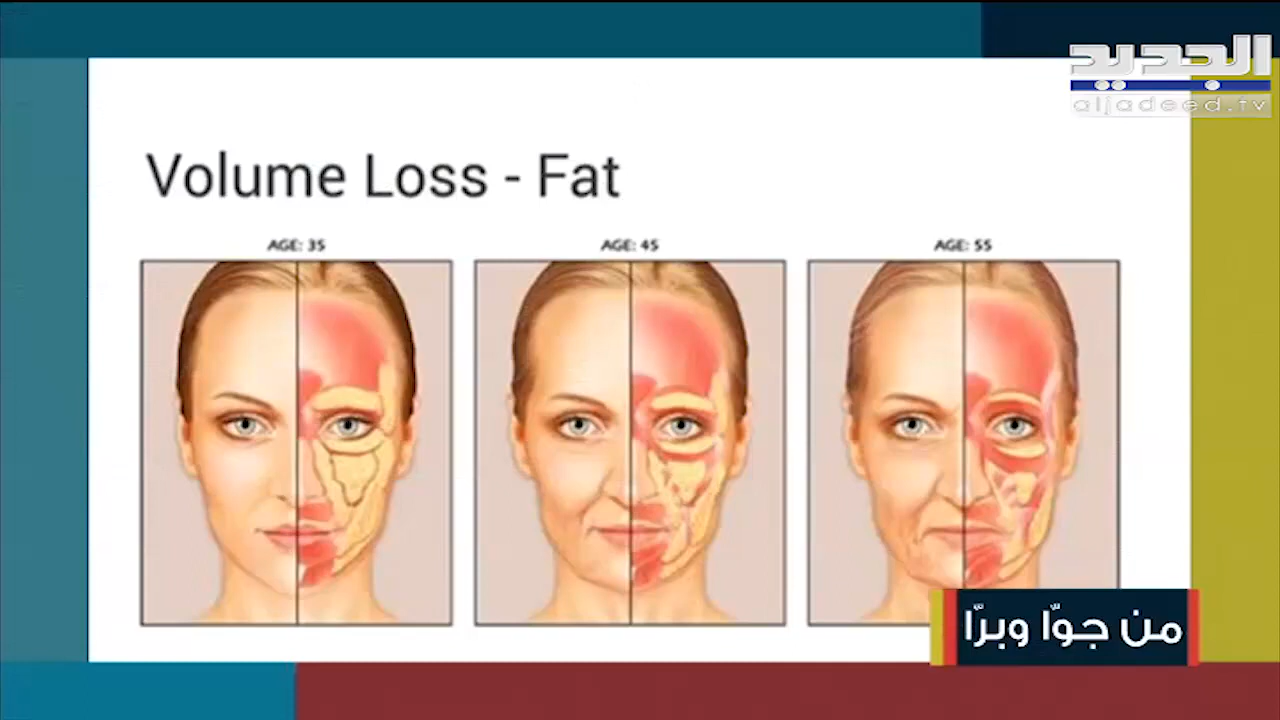 الجديد
aljadeed.tv
Volume Loss - Fat
AGE: 35
AGE: 45
AGE: 55
من جوّا وبرّا